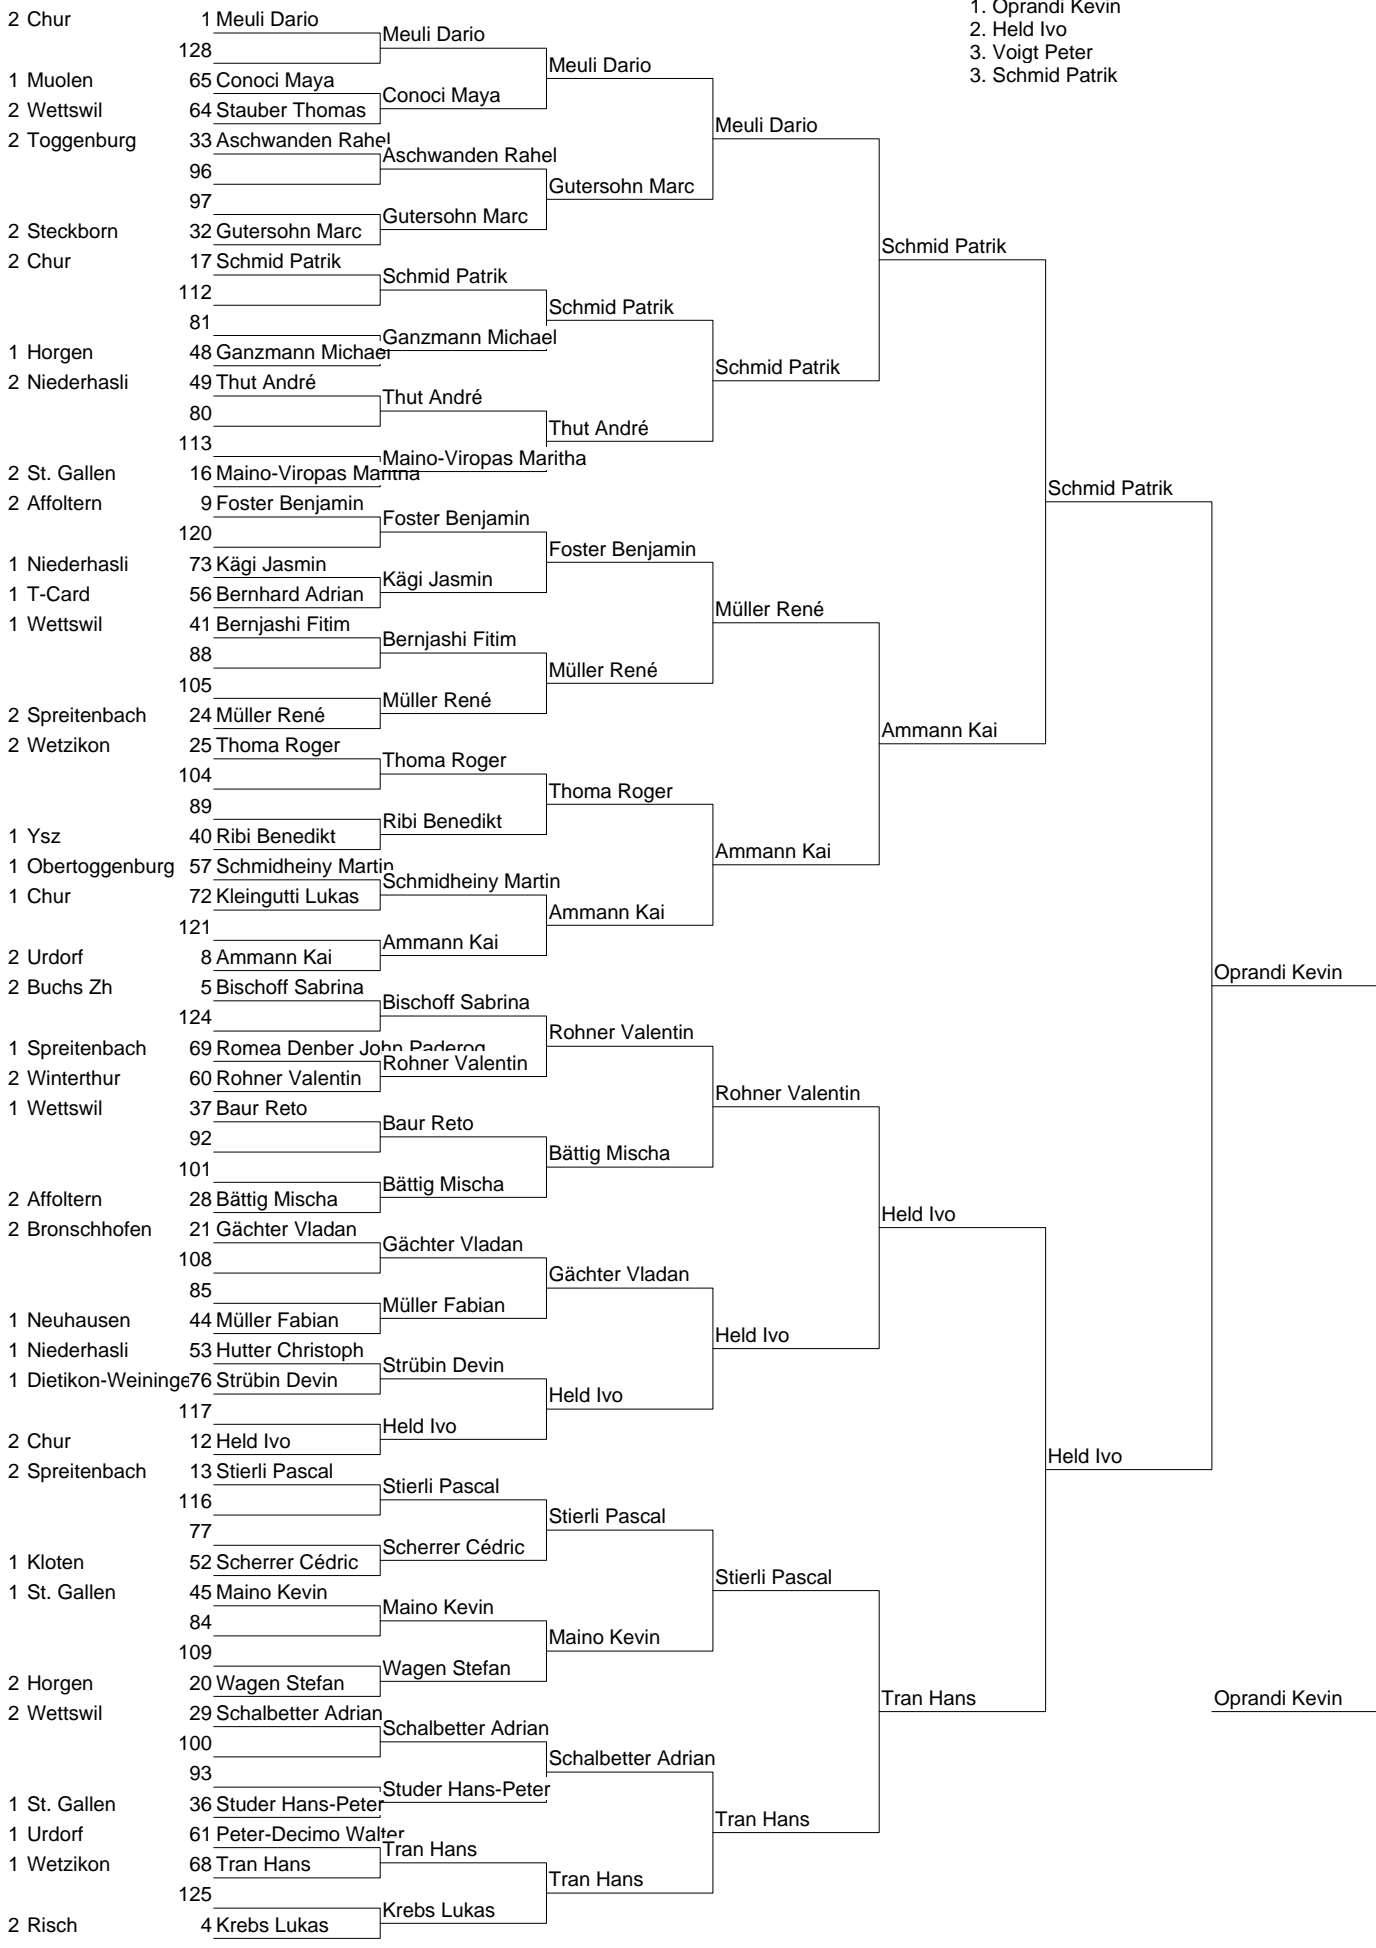 1. Oprandi Kevin
2. Held Ivo
3. Voigt Peter
3. Schmid Patrik
2 Chur 1 Meuli Dario
Meuli Dario
128
Meuli Dario
1 Muolen 65 Conoci Maya
Conoci Maya
2 Wettswil 64 Stauber Thomas
Meuli Dario
2 Toggenburg 33 Aschwanden Rahel
Aschwanden Rahel
96
Gutersohn Marc
97
Gutersohn Marc
2 Steckborn 32 Gutersohn Marc
Schmid Patrik
2 Chur 17 Schmid Patrik
Schmid Patrik
112
Schmid Patrik
81
Ganzmann Michael
1 Horgen 48 Ganzmann Michael
Schmid Patrik
2 Niederhasli 49 Thut André
Thut André
80
Thut André
113
Maino-Viropas Maritha
2 St. Gallen 16 Maino-Viropas Maritha
Schmid Patrik
2 Affoltern 9 Foster Benjamin
Foster Benjamin
120
Foster Benjamin
1 Niederhasli 73 Kägi Jasmin
Kägi Jasmin
1 T-Card 56 Bernhard Adrian
Müller René
1 Wettswil 41 Bernjashi Fitim
Bernjashi Fitim
88
Müller René
105
Müller René
2 Spreitenbach 24 Müller René
Ammann Kai
2 Wetzikon 25 Thoma Roger
Thoma Roger
104
Thoma Roger
89
Ribi Benedikt
1 Ysz 40 Ribi Benedikt
Ammann Kai
1 Obertoggenburg 57 Schmidheiny Martin
Schmidheiny Martin
1 Chur 72 Kleingutti Lukas
Ammann Kai
121
Ammann Kai
2 Urdorf 8 Ammann Kai
Oprandi Kevin
2 Buchs Zh 5 Bischoff Sabrina
Bischoff Sabrina
124
Rohner Valentin
1 Spreitenbach 69 Romea Denber John Paderog
Rohner Valentin
2 Winterthur 60 Rohner Valentin
Rohner Valentin
1 Wettswil 37 Baur Reto
Baur Reto
92
Bättig Mischa
101
Bättig Mischa
2 Affoltern 28 Bättig Mischa
Held Ivo
2 Bronschhofen 21 Gächter Vladan
Gächter Vladan
108
Gächter Vladan
85
Müller Fabian
1 Neuhausen 44 Müller Fabian
Held Ivo
1 Niederhasli 53 Hutter Christoph
Strübin Devin
1 Dietikon-Weininge 76 Strübin Devin
Held Ivo
117
Held Ivo
2 Chur 12 Held Ivo
Held Ivo
2 Spreitenbach 13 Stierli Pascal
Stierli Pascal
116
Stierli Pascal
77
Scherrer Cédric
1 Kloten 52 Scherrer Cédric
Stierli Pascal
1 St. Gallen 45 Maino Kevin
Maino Kevin
84
Maino Kevin
109
Wagen Stefan
2 Horgen 20 Wagen Stefan
Tran Hans
Oprandi Kevin
2 Wettswil 29 Schalbetter Adrian
Schalbetter Adrian
100
Schalbetter Adrian
93
Studer Hans-Peter
1 St. Gallen 36 Studer Hans-Peter
Tran Hans
1 Urdorf 61 Peter-Decimo Walter
Tran Hans
1 Wetzikon 68 Tran Hans
Tran Hans
125
Krebs Lukas
2 Risch 4 Krebs Lukas